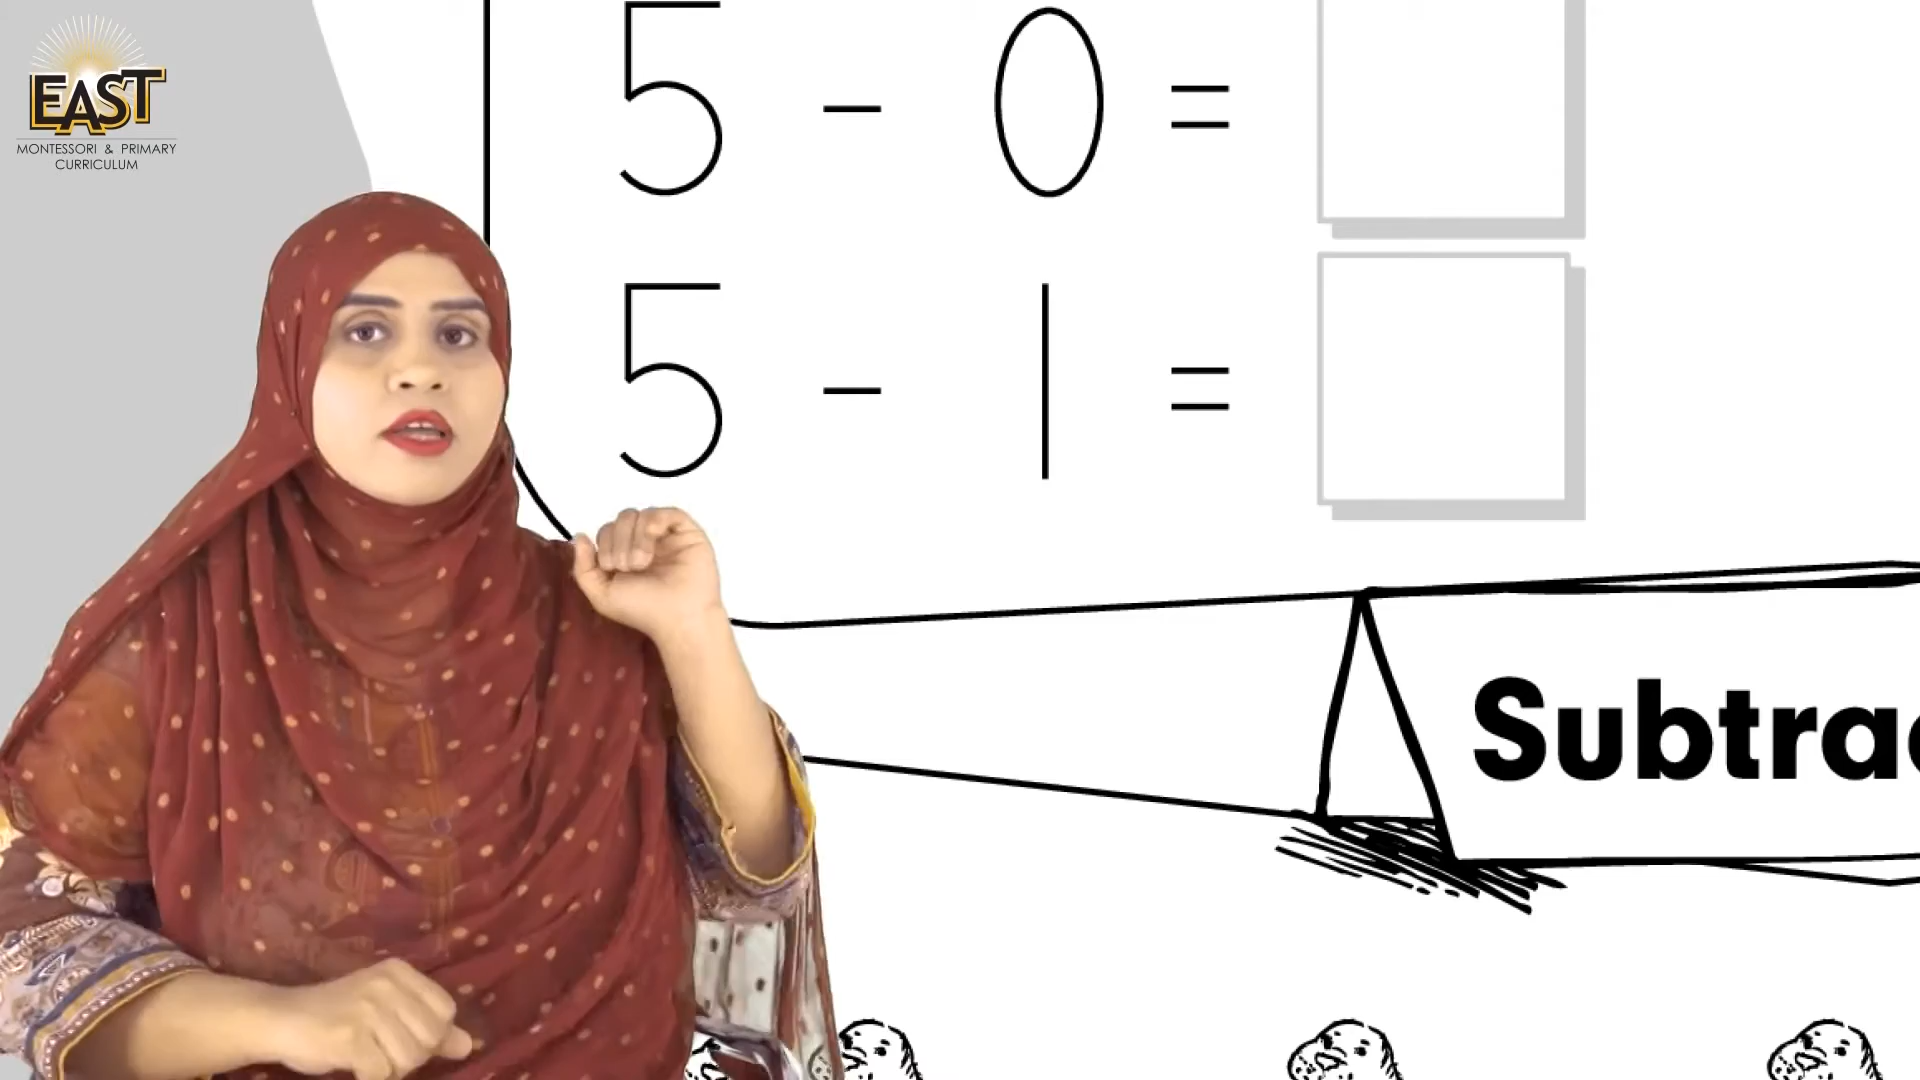 EAST
MONTESSORI & PRIMARY
CURRICULUM
5 - 0 =
5 - 1 =
Subtrac